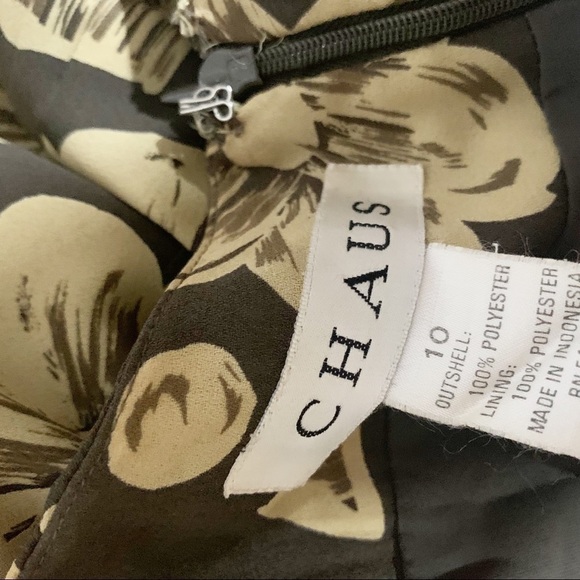 CHAUS
10
OUTSHELL:
100% POLYESTER
LINING:
100% POLYESTER
MADE IN INDONESIA